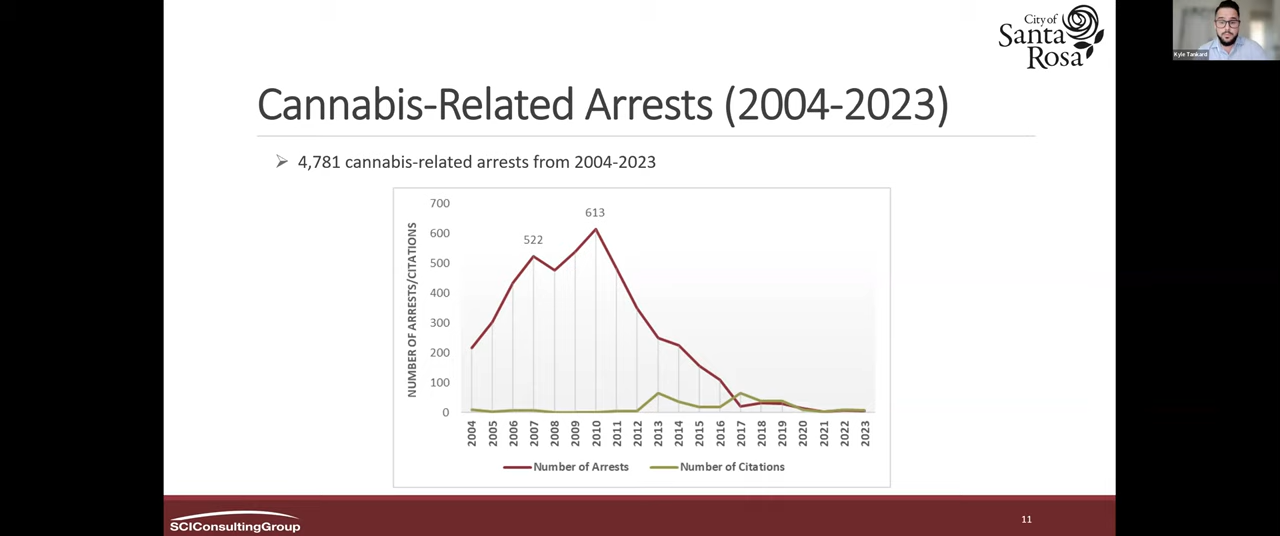 City of
Santa
Rosa
Kyle Tankard
Cannabis-Related Arrests (2004-2023)
4,781 cannabis-related arrests from 2004-2023
NUMBER OF ARRESTS/CITATIONS
700
600
500
400
300
200
100
0
522
613
2004 2005 2006 2007 2008 2009 2010 2011 2012 2013 2014 2015 2016 2017 2018 2019 2020 2021 2022 2023
Number of Arrests Number of Citations
SCIConsultingGroup
11